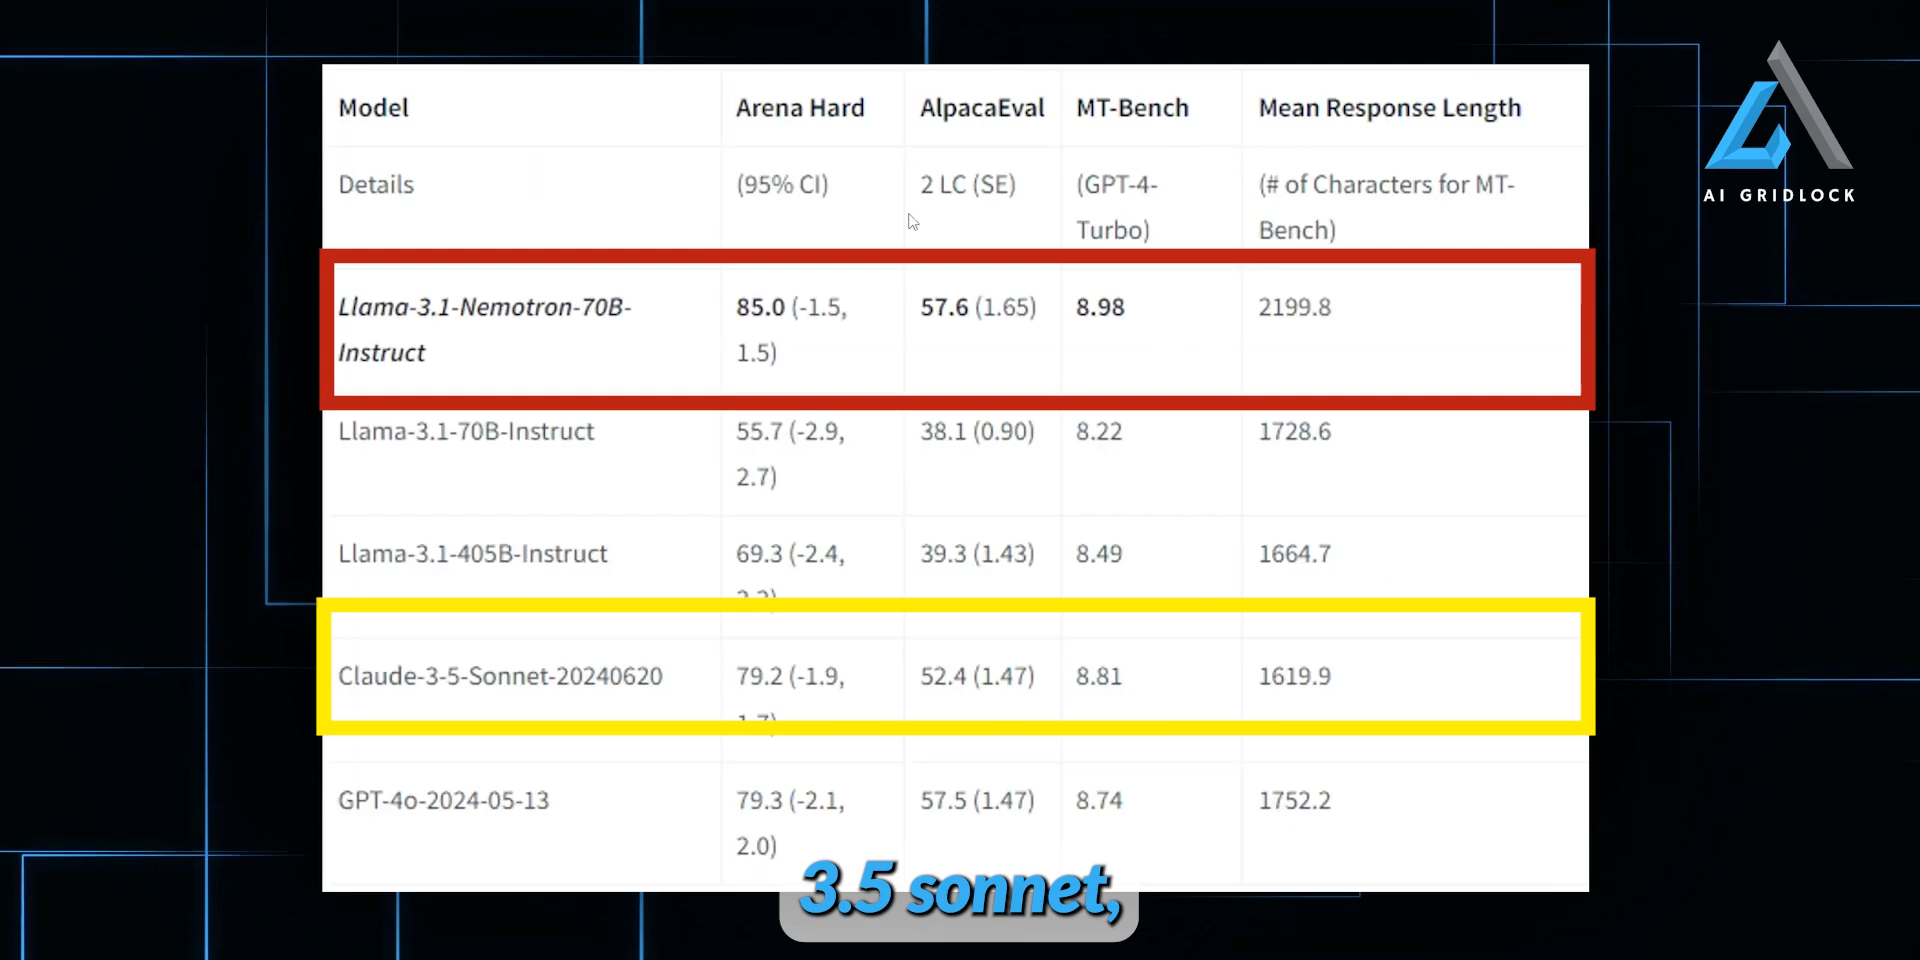 Model Arena Hard AlpacaEval MT-Bench Mean Response Length
Details (95% CI) 2 LC (SE) (GPT-4- (# of Characters for MT-
Turbo) Bench)
Llama-3.1-Nemotron-70B- 85.0 (-1.5, 57.6 (1.65) 8.98 2199.8
Instruct 1.5)
Llama-3.1-70B-Instruct 55.7 (-2.9, 38.1 (0.90) 8.22 1728.6
2.7)
Llama-3.1-405B-Instruct 69.3 (-2.4, 39.3 (1.43) 8.49 1664.7
Claude-3-5-Sonnet-20240620 79.2 (-1.9, 52.4 (1.47) 8.81 1619.9
GPT-4o-2024-05-13 79.3 (-2.1, 57.5 (1.47) 8.74 1752.2
2.0)
3.5 sonnet,
AI GRIDLOCK